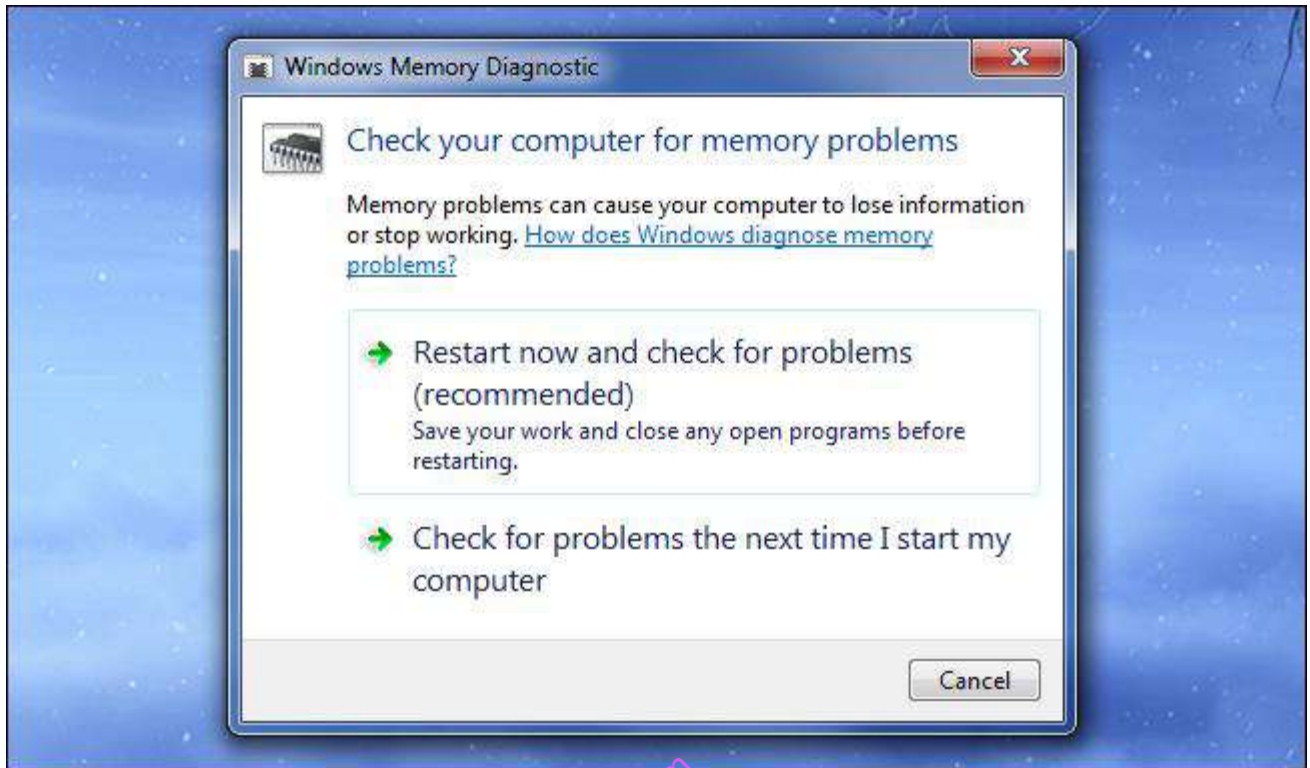 Windows Memory Diagnostic
Check your computer for memory problems
Memory problems can cause your computer to lose information
or stop working. How does Windows diagnose memory
problems?
Restart now and check for problems
(recommended)
Save your work and close any open programs before
restarting.
Check for problems the next time I start my
computer
Cancel